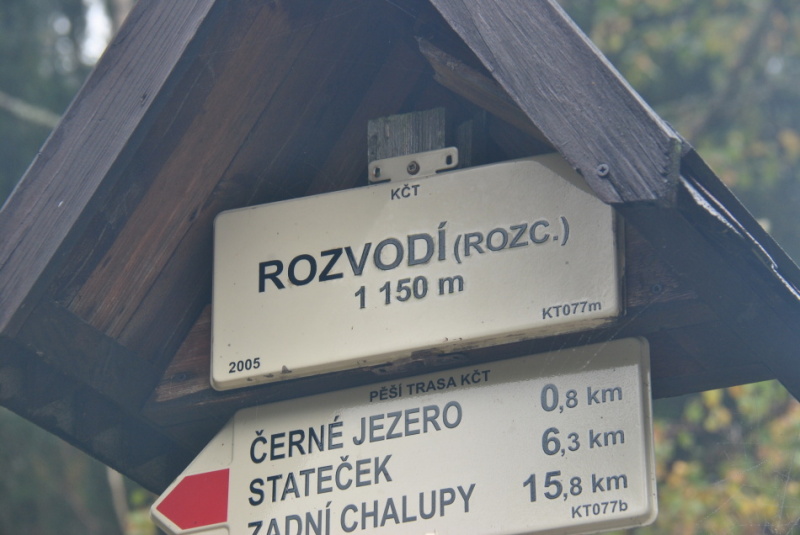 KČT
ROZVODÍ (ROZC.)
1 150 m
KT077m
2005
PĚŠÍ TRASA KČT
ČERNÉ JEZERO 0,8 km
STATEČEK 6,3 km
ZADNÍ CHALUPY 15,8 km
KT077b